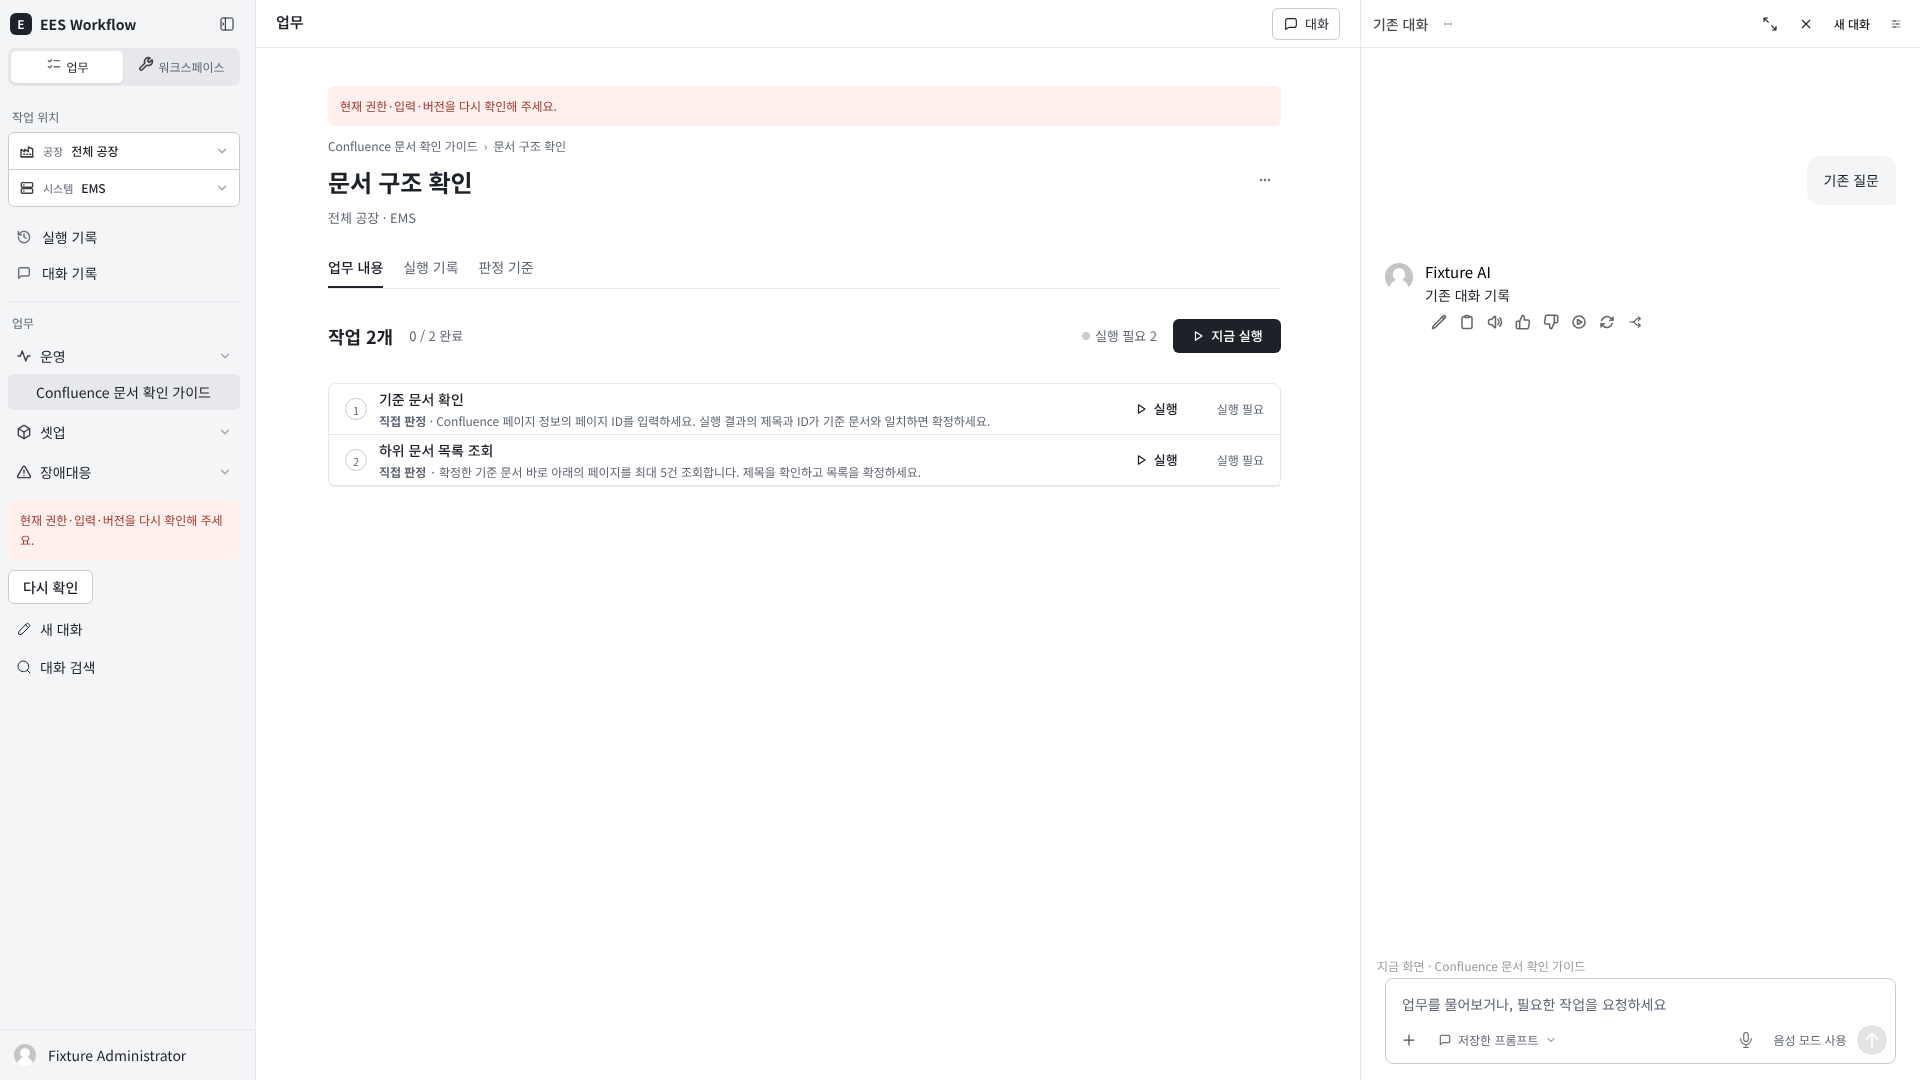 E EES Workflow
업무
워크스페이스
작업 위치
공장 전체 공장
시스템 EMS
실행 기록
대화 기록
업무
운영
Confluence 문서 확인 가이드
셋업
장애대응
현재 권한·입력·버전을 다시 확인해 주세
요.
다시 확인
새 대화
대화 검색
Fixture Administrator
업무
대화
현재 권한·입력·버전을 다시 확인해 주세요.
Confluence 문서 확인 가이드 › 문서 구조 확인
문서 구조 확인
전체 공장 · EMS
업무 내용 실행 기록 판정 기준
작업 2개 0 / 2 완료
실행 필요 2
지금 실행
1 기준 문서 확인
직접 판정 · Confluence 페이지 정보의 페이지 ID를 입력하세요. 실행 결과의 제목과 ID가 기준 문서와 일치하면 확정하세요.
실행 실행 필요
2 하위 문서 목록 조회
직접 판정 · 확정한 기준 문서 바로 아래의 페이지를 최대 5건 조회합니다. 제목을 확인하고 목록을 확정하세요.
실행 실행 필요
기존 대화
새 대화
기존 질문
Fixture AI
기존 대화 기록
지금 화면 · Confluence 문서 확인 가이드
업무를 물어보거나, 필요한 작업을 요청하세요
저장한 프롬프트
음성 모드 사용